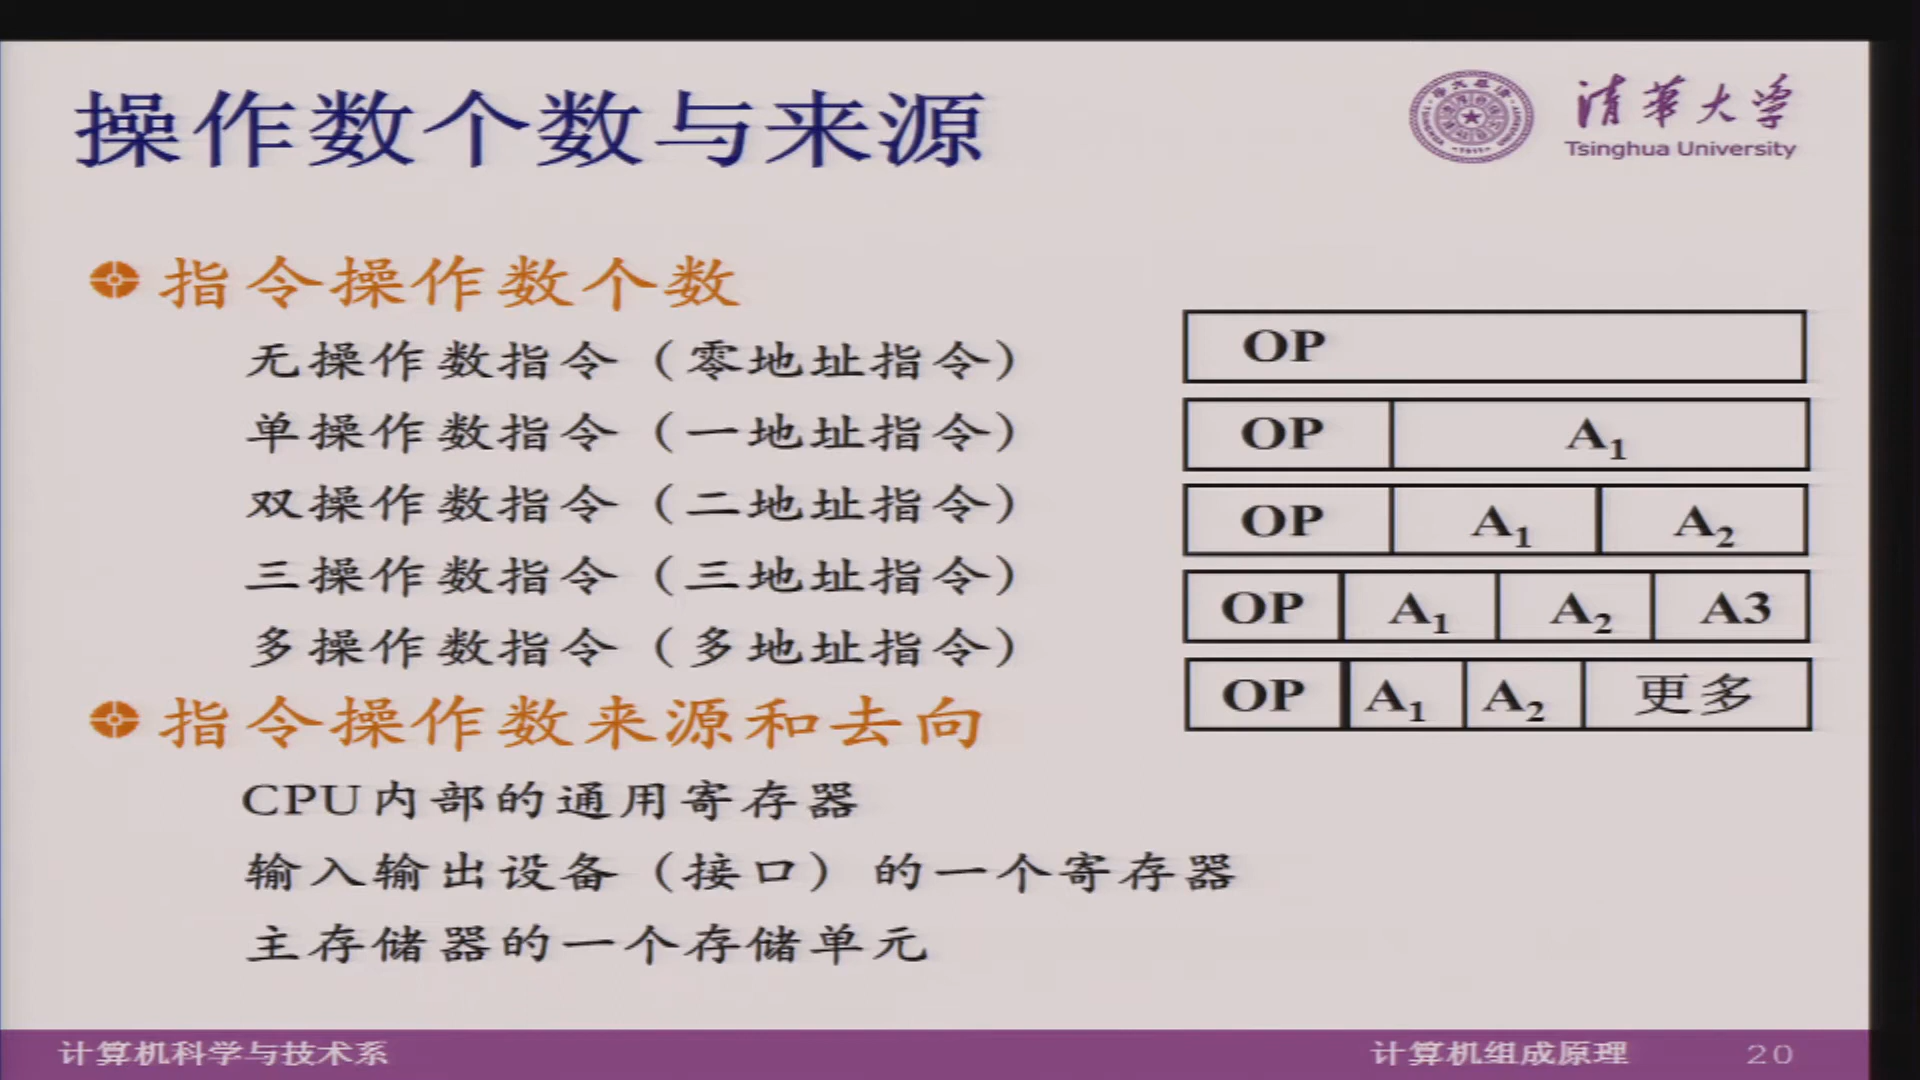 操作数个数与来源
清华大学
Tsinghua University
指令操作数个数
无操作数指令（零地址指令）
OP
单操作数指令（一地址指令）
OP A₁
双操作数指令（二地址指令）
OP A₁ A₂
三操作数指令（三地址指令）
OP A₁ A₂ A3
多操作数指令（多地址指令）
OP A₁ A₂ 更多
指令操作数来源和去向
CPU内部的通用寄存器
输入输出设备（接口）的一个寄存器
主存储器的一个存储单元
计算机科学与技术系
计算机组成原理 20